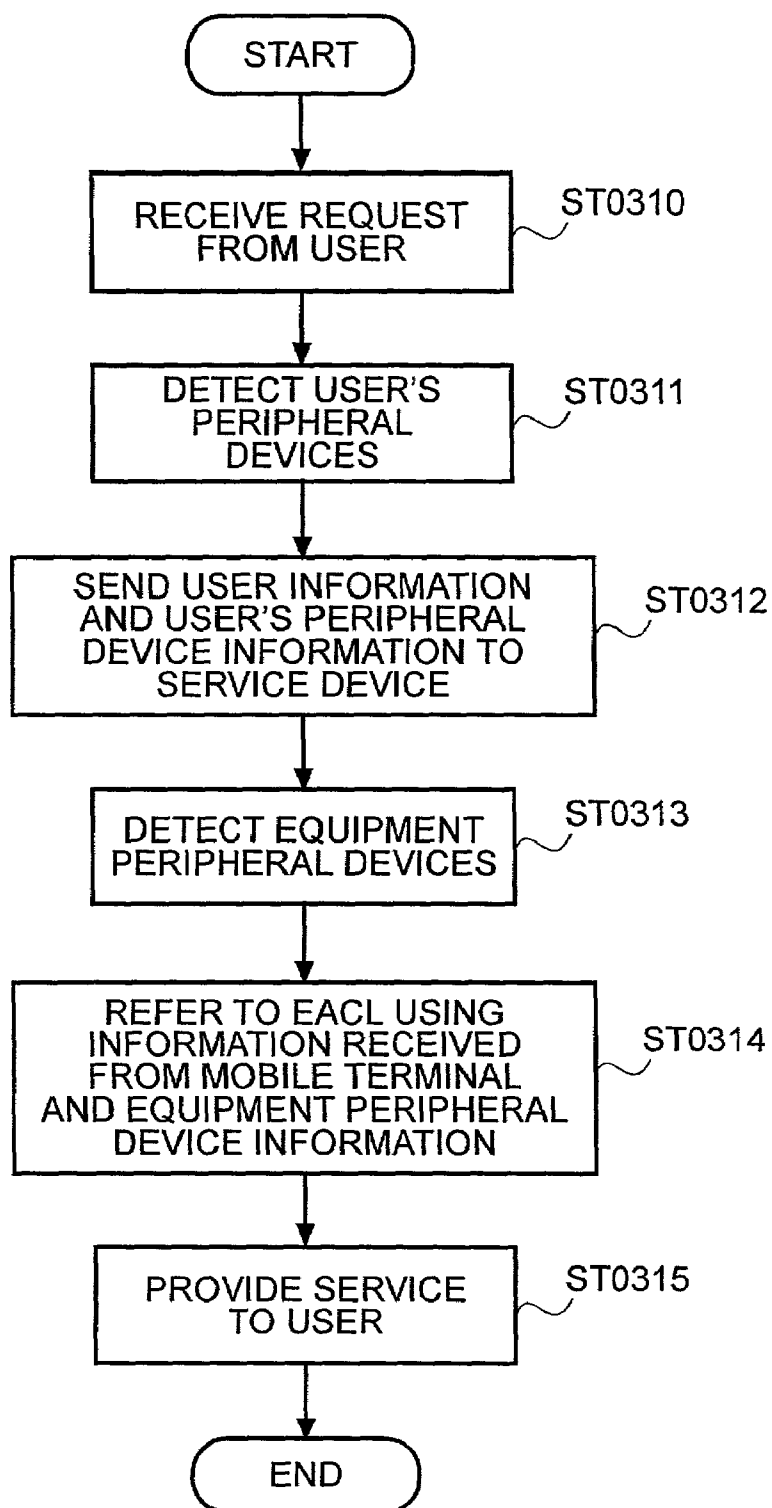 START
RECEIVE REQUEST
FROM USER
ST0310
DETECT USER'S
PERIPHERAL
DEVICES
ST0311
SEND USER INFORMATION
AND USER'S PERIPHERAL
DEVICE INFORMATION TO
SERVICE DEVICE
ST0312
DETECT EQUIPMENT
PERIPHERAL DEVICES
ST0313
REFER TO EACL USING
INFORMATION RECEIVED
FROM MOBILE TERMINAL
AND EQUIPMENT PERIPHERAL
DEVICE INFORMATION
ST0314
PROVIDE SERVICE
TO USER
ST0315
END